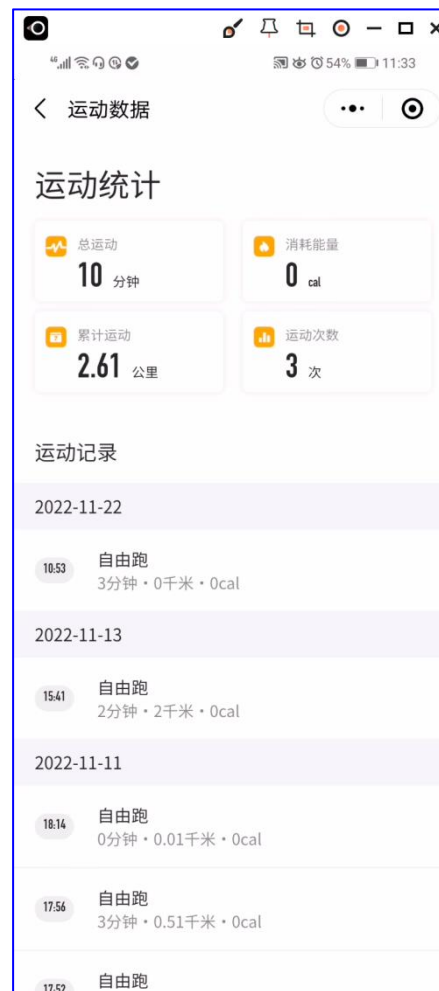 46 54% 11:33
运动数据
运动统计
总运动 消耗能量
10 分钟 0 cal
累计运动 运动次数
2.61 公里 3 次
运动记录
2022-11-22
10:53 自由跑
3分钟・0千米・0cal
2022-11-13
15:41 自由跑
2分钟・2千米・0cal
2022-11-11
18:14 自由跑
0分钟・0.01千米・0cal
17:56 自由跑
3分钟・0.51千米・0cal
17:52 自由跑